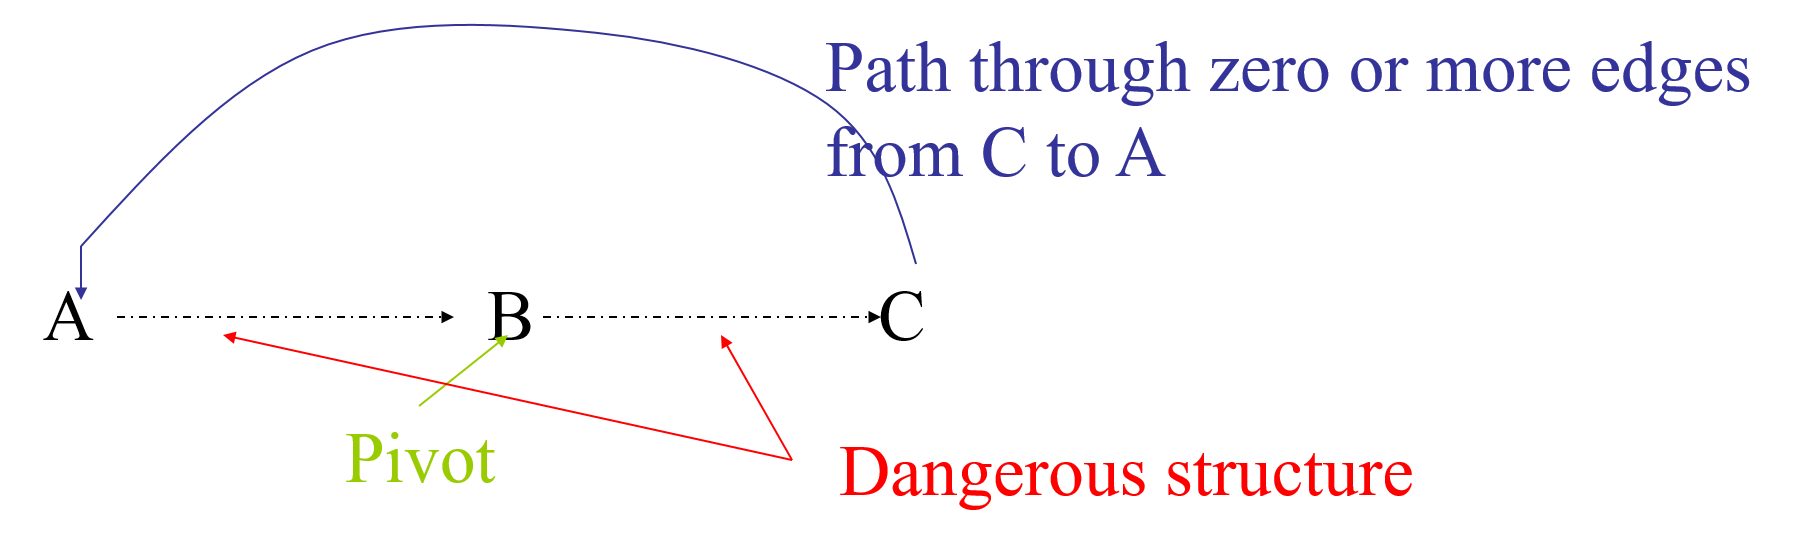 Path through zero or more edges
from C to A
A
B
C
Pivot
Dangerous structure